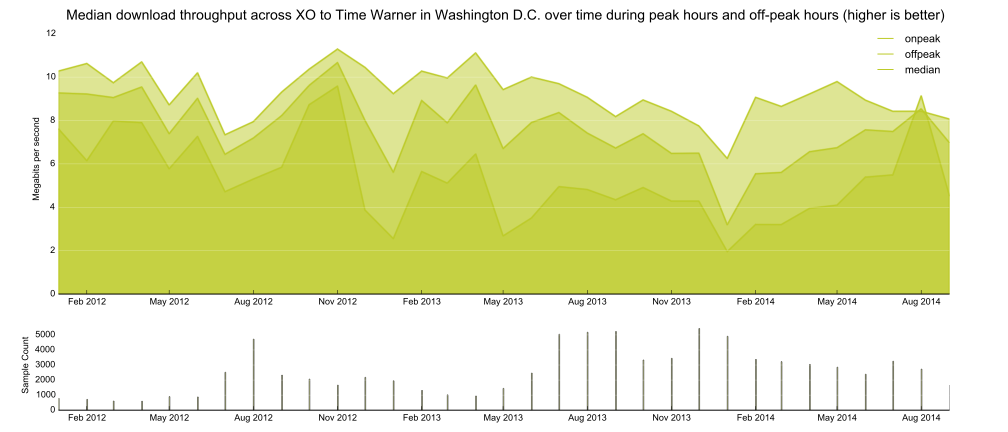 Median download throughput across XO to Time Warner in Washington D.C. over time during peak hours and off-peak hours (higher is better)
onpeak
offpeak
median
Megabits per second
12
10
8
6
4
2
0
Feb 2012 May 2012 Aug 2012 Nov 2012 Feb 2013 May 2013 Aug 2013 Nov 2013 Feb 2014 May 2014 Aug 2014
Sample Count
5000
4000
3000
2000
1000
0
Feb 2012 May 2012 Aug 2012 Nov 2012 Feb 2013 May 2013 Aug 2013 Nov 2013 Feb 2014 May 2014 Aug 2014